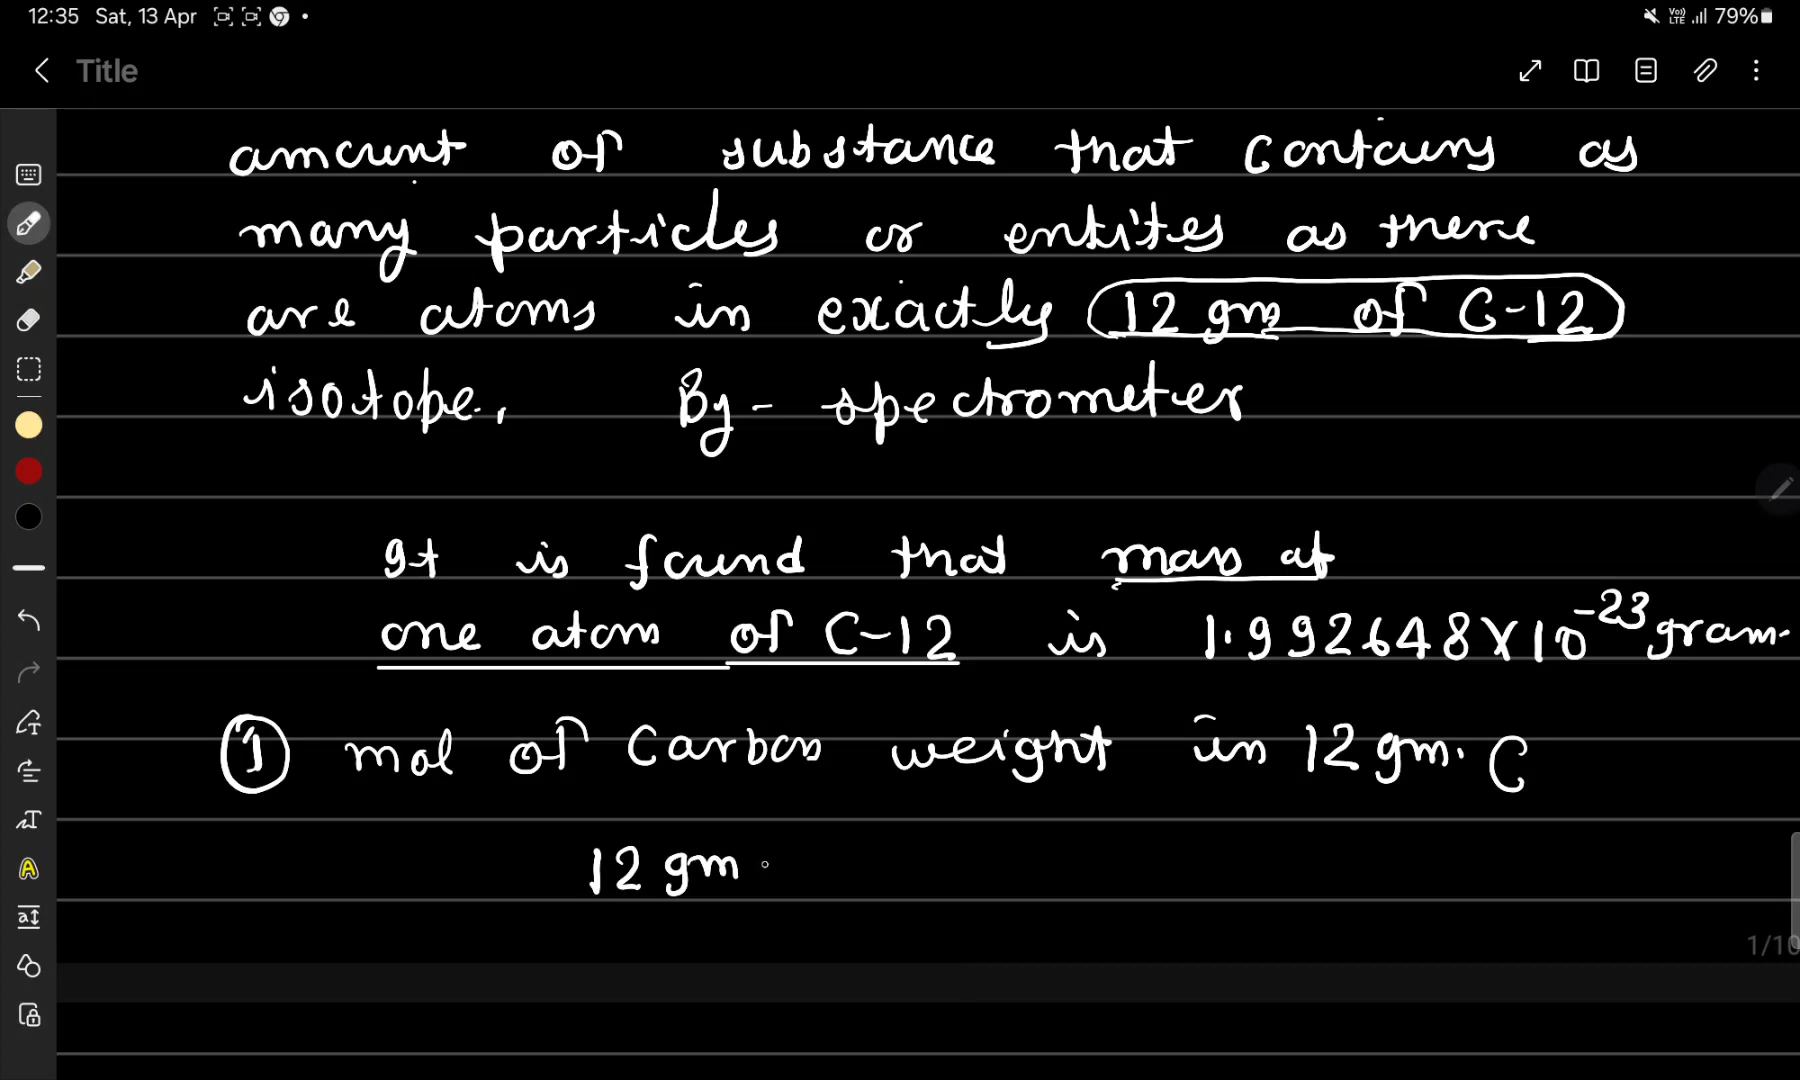 12:35 Sat, 13 Apr
79%
Title
amount of substance that contains as
many particles or entites as there
are atoms in exactly 12 gm of C-12
isotope. By - spectrometer
It is found that mass of
one atom of C-12 is 1.992648 X 10^-23 gram.
① mol of Carbon weight in 12 gm. C
12 gm
1/10